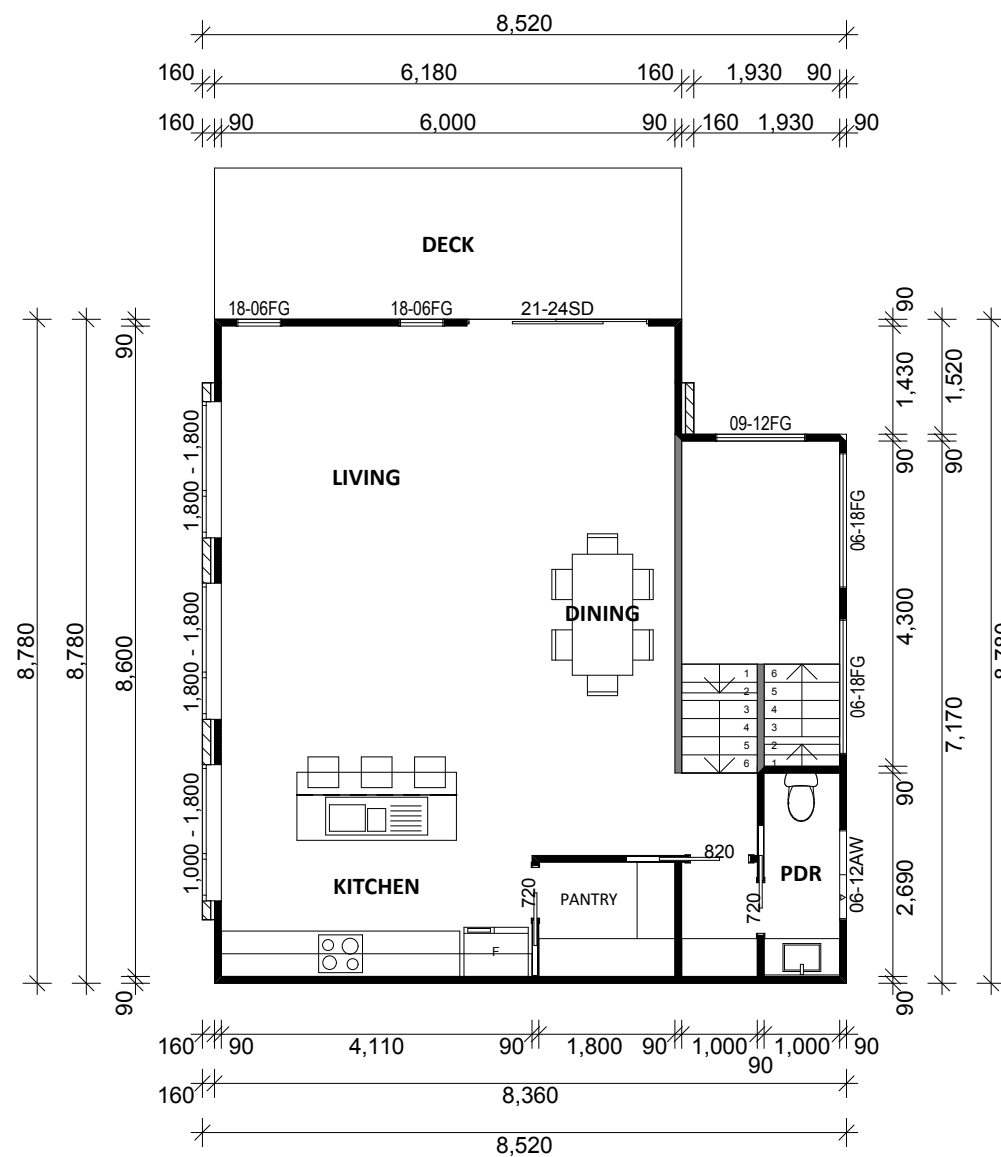 8,520
160 6,180 160 1,930 90
160 90 6,000 90 160 1,930 90
DECK
18-06FG 18-06FG 21-24SD
09-12FG
LIVING
DINING
KITCHEN
PANTRY
PDR
F
820
720
720
1 6
2 5
3 4
4 3
5 2
6 1
06-18FG
06-18FG
06-12AW
1,800 - 1,800
1,800 - 1,800
1,000 - 1,800
8,780
8,780
90
8,600
90
90
1,430
90
4,300
90
2,690
90
1,520
90
7,170
8,780
160 90 4,110 90 1,800 90 1,000 90 1,000 90
160 8,360
8,520